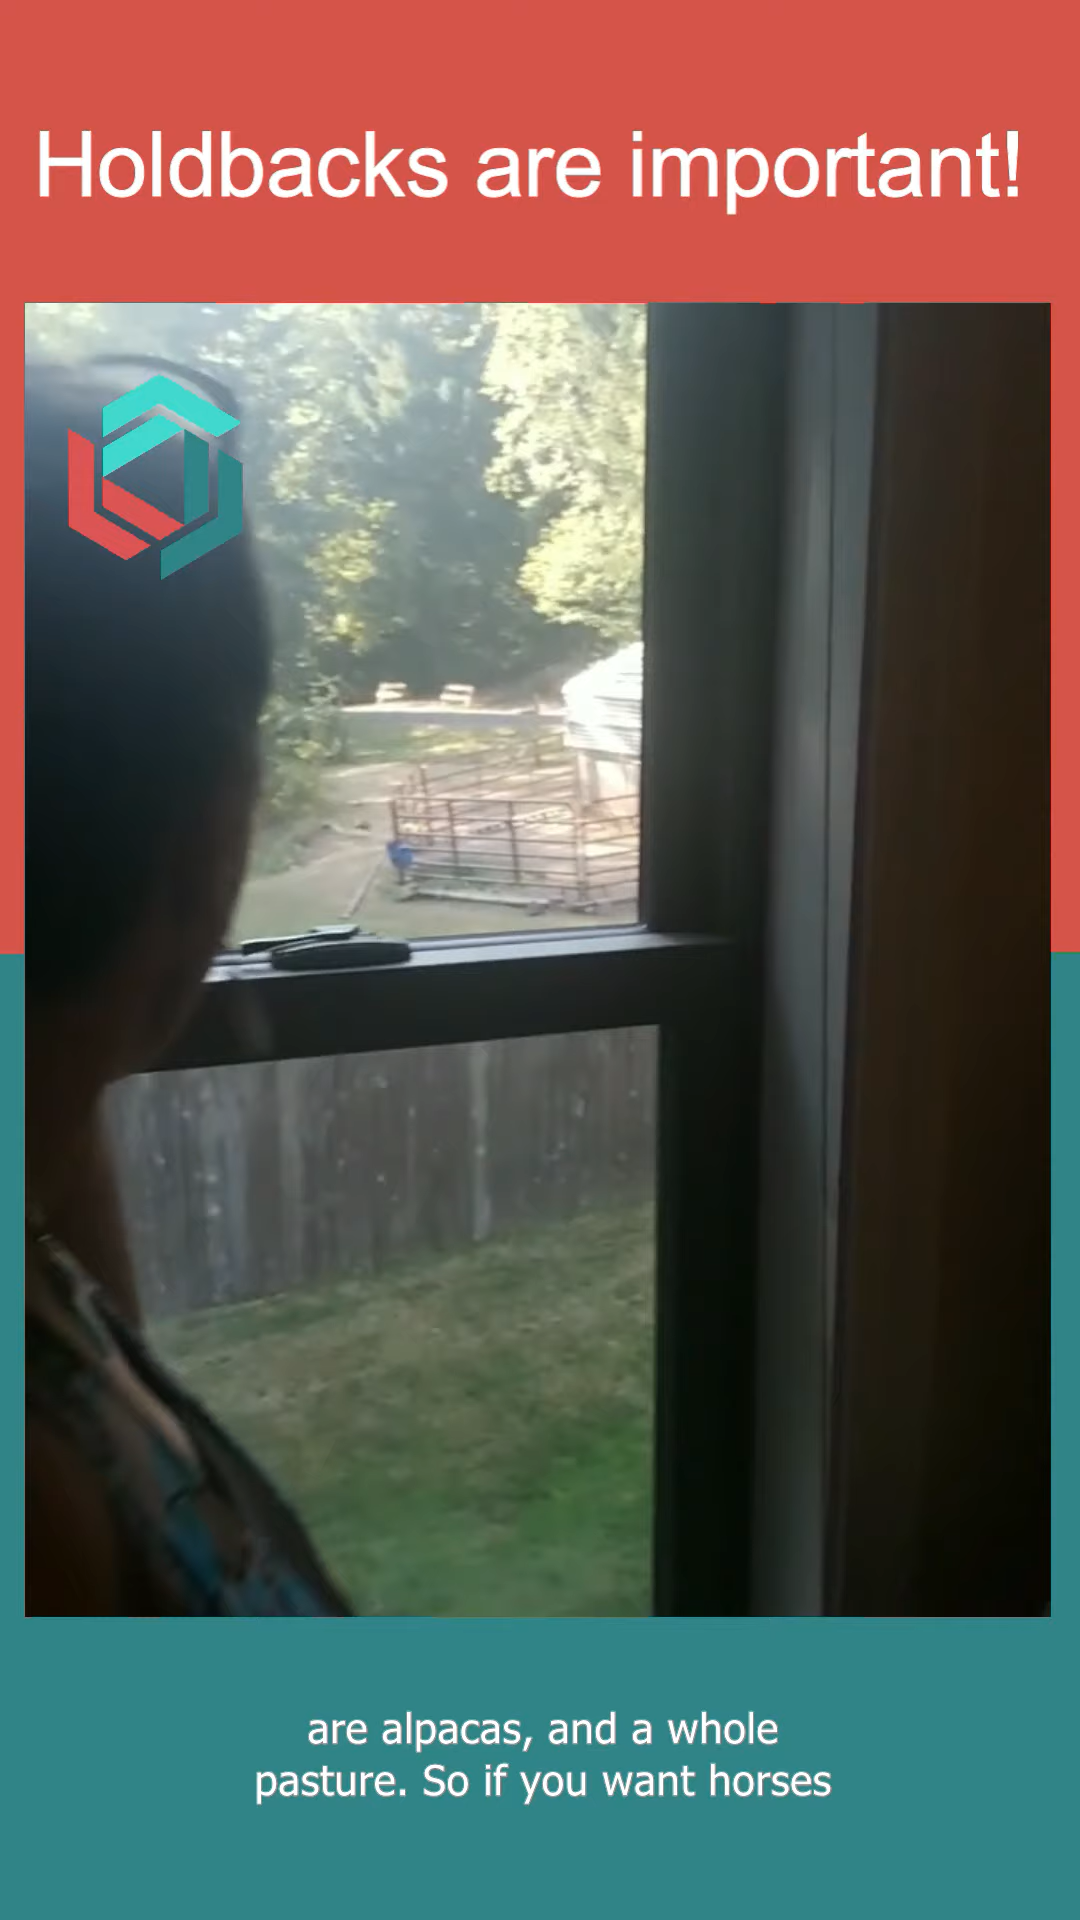 Holdbacks are important!
are alpacas, and a whole
pasture. So if you want horses